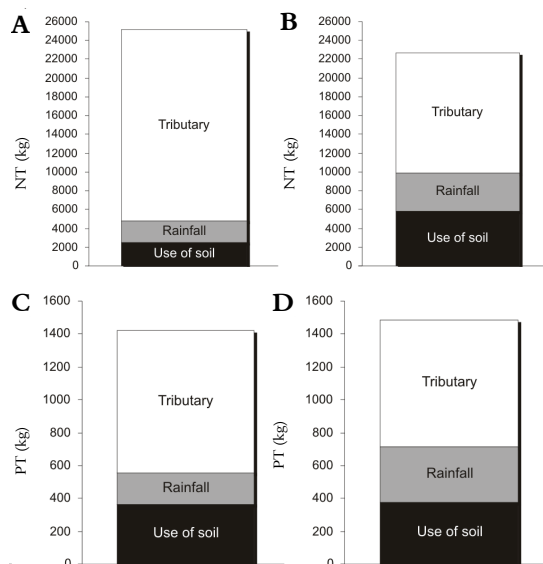 A
26000
24000
22000
20000
18000
16000
14000
12000
10000
8000
6000
4000
2000
0
NT (kg)
Tributary
Rainfall
Use of soil
B
26000
24000
22000
20000
18000
16000
14000
12000
10000
8000
6000
4000
2000
0
NT (kg)
Tributary
Rainfall
Use of soil
C
1600
1400
1200
1000
800
600
400
200
0
PT (kg)
Tributary
Rainfall
Use of soil
D
1600
1400
1200
1000
800
600
400
200
0
PT (kg)
Tributary
Rainfall
Use of soil